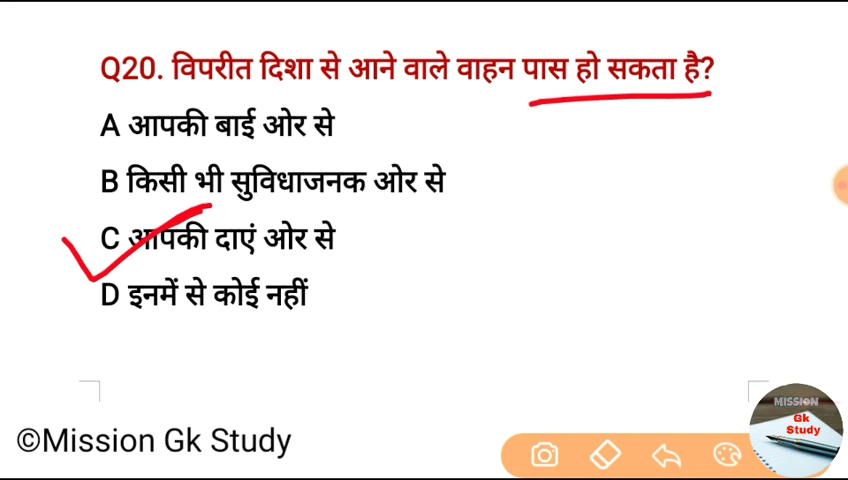 Q20. विपरीत दिशा से आने वाले वाहन पास हो सकता है?
A आपकी बाई ओर से
B किसी भी सुविधाजनक ओर से
C आपकी दाएं ओर से
D इनमें से कोई नहीं
©Mission Gk Study
MISSION
Gk
Study